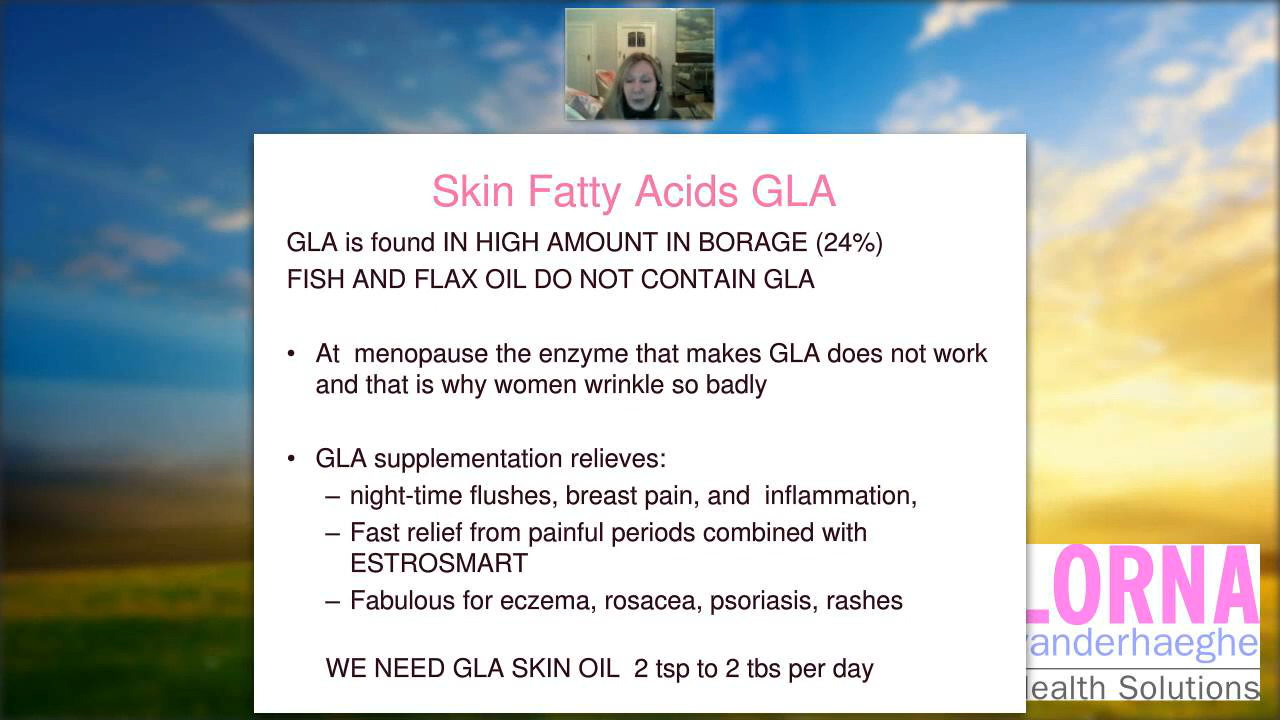 Skin Fatty Acids GLA
GLA is found IN HIGH AMOUNT IN BORAGE (24%)
FISH AND FLAX OIL DO NOT CONTAIN GLA
• At menopause the enzyme that makes GLA does not work
and that is why women wrinkle so badly
• GLA supplementation relieves:
– night-time flushes, breast pain, and inflammation,
– Fast relief from painful periods combined with
ESTROSMART
– Fabulous for eczema, rosacea, psoriasis, rashes
WE NEED GLA SKIN OIL 2 tsp to 2 tbs per day
LORNA
vanderhaeghe
Health Solutions